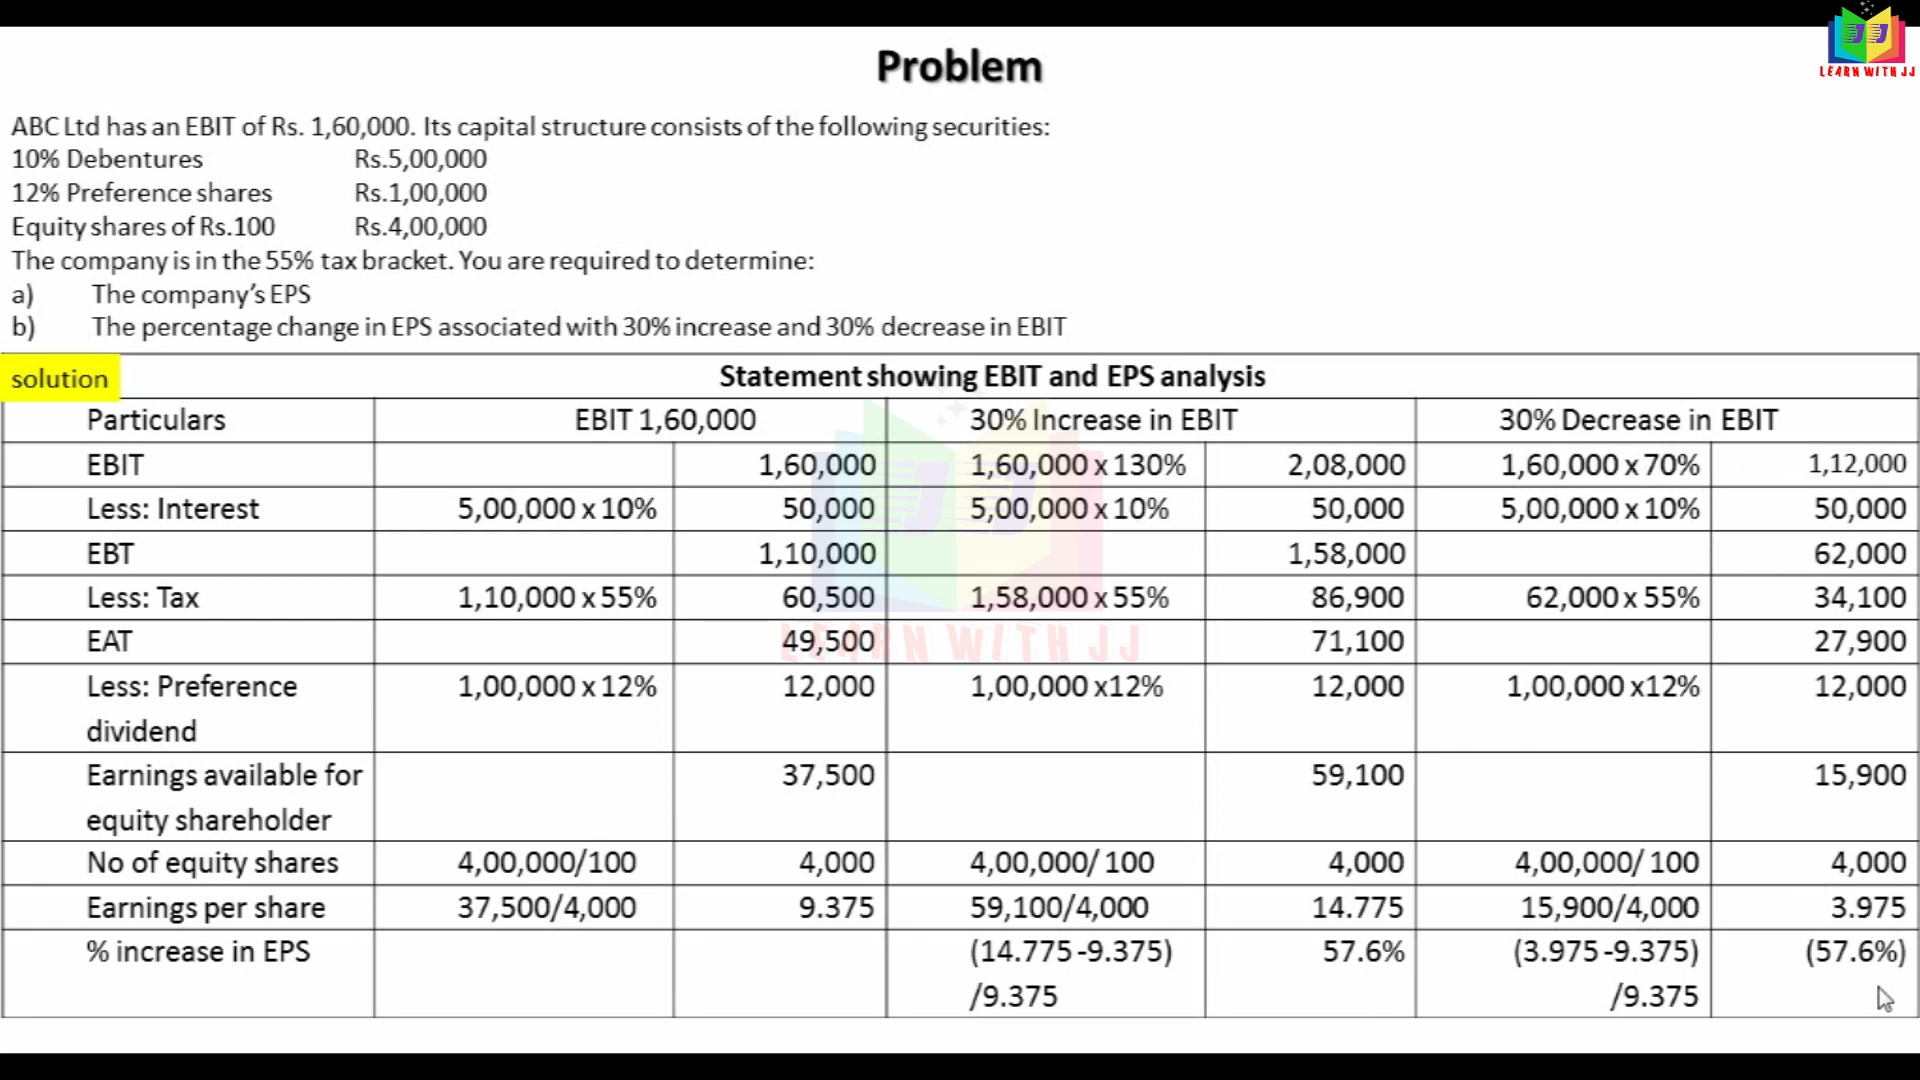 LEARN WITH JJ
Problem
ABC Ltd has an EBIT of Rs. 1,60,000. Its capital structure consists of the following securities:
10% Debentures Rs.5,00,000
12% Preference shares Rs.1,00,000
Equity shares of Rs.100 Rs.4,00,000
The company is in the 55% tax bracket. You are required to determine:
a) The company's EPS
b) The percentage change in EPS associated with 30% increase and 30% decrease in EBIT
solution Statement showing EBIT and EPS analysis
Particulars EBIT 1,60,000 30% Increase in EBIT 30% Decrease in EBIT
EBIT 1,60,000 1,60,000 x 130% 2,08,000 1,60,000 x 70% 1,12,000
Less: Interest 5,00,000 x 10% 50,000 5,00,000 x 10% 50,000 5,00,000 x 10% 50,000
EBT 1,10,000 1,58,000 62,000
Less: Tax 1,10,000 x 55% 60,500 1,58,000 x 55% 86,900 62,000 x 55% 34,100
EAT 49,500 71,100 27,900
LEARN WITH JJ
Less: Preference 1,00,000 x 12% 12,000 1,00,000 x12% 12,000 1,00,000 x12% 12,000
dividend
Earnings available for 37,500 59,100 15,900
equity shareholder
No of equity shares 4,00,000/100 4,000 4,00,000/ 100 4,000 4,00,000/ 100 4,000
Earnings per share 37,500/4,000 9.375 59,100/4,000 14.775 15,900/4,000 3.975
% increase in EPS (14.775 -9.375) 57.6% (3.975 -9.375) (57.6%)
/9.375 /9.375